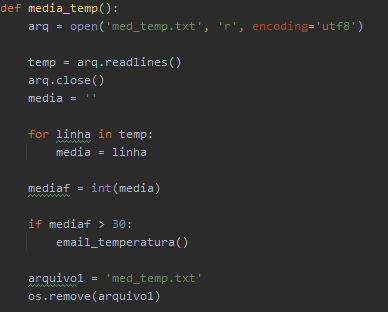 def media_temp():
    arq = open('med_temp.txt', 'r', encoding='utf8')
    temp = arq.readlines()
    arq.close()
    media = ''
    for linha in temp:
        media = linha
    mediaf = int(media)
    if mediaf > 30:
        email_temperatura()
    arquivo1 = 'med_temp.txt'
    os.remove(arquivo1)